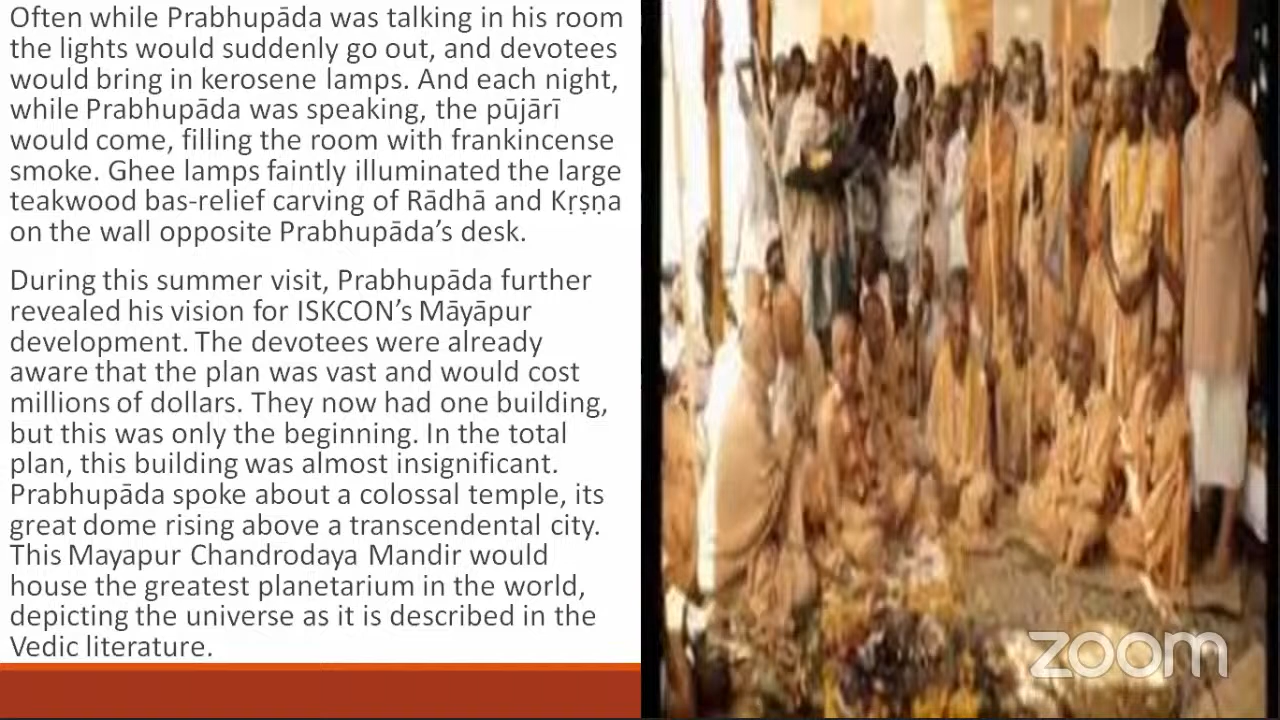 Often while Prabhupāda was talking in his room
the lights would suddenly go out, and devotees
would bring in kerosene lamps. And each night,
while Prabhupāda was speaking, the pūjārī
would come, filling the room with frankincense
smoke. Ghee lamps faintly illuminated the large
teakwood bas-relief carving of Rādhā and Kṛṣṇa
on the wall opposite Prabhupāda’s desk.
During this summer visit, Prabhupāda further
revealed his vision for ISKCON’s Māyāpur
development. The devotees were already
aware that the plan was vast and would cost
millions of dollars. They now had one building,
but this was only the beginning. In the total
plan, this building was almost insignificant.
Prabhupāda spoke about a colossal temple, its
great dome rising above a transcendental city.
This Mayapur Chandrodaya Mandir would
house the greatest planetarium in the world,
depicting the universe as it is described in the
Vedic literature.
zoom